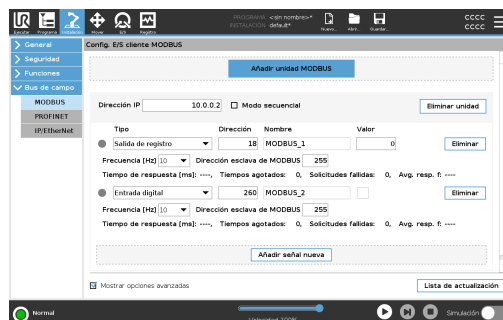 PROGRAMA <sin nombre>*
INSTALACIÓN default*
Ejecutar Programa Instalación Mover E/S Registro Nuevo... Abrir... Guardar...
CCCC
CCCC
General
Seguridad
Funciones
Bus de campo
MODBUS
PROFINET
IP/EtherNet
Config. E/S cliente MODBUS
Añadir unidad MODBUS
Dirección IP 10.0.0.2 Modo secuencial Eliminar unidad
Tipo Dirección Nombre Valor
Salida de registro 18 MODBUS_1 0 Eliminar
Frecuencia [Hz] 10 Dirección esclava de MODBUS 255
Tiempo de respuesta [ms]: ----, Tiempos agotados: 0, Solicitudes fallidas: 0, Avg. resp. f: ----
Entrada digital 260 MODBUS_2 Eliminar
Frecuencia [Hz] 10 Dirección esclava de MODBUS 255
Tiempo de respuesta [ms]: ----, Tiempos agotados: 0, Solicitudes fallidas: 0, Avg. resp. f: ----
Añadir señal nueva
Mostrar opciones avanzadas Lista de actualización
Normal
Velocidad 100%
Simulación